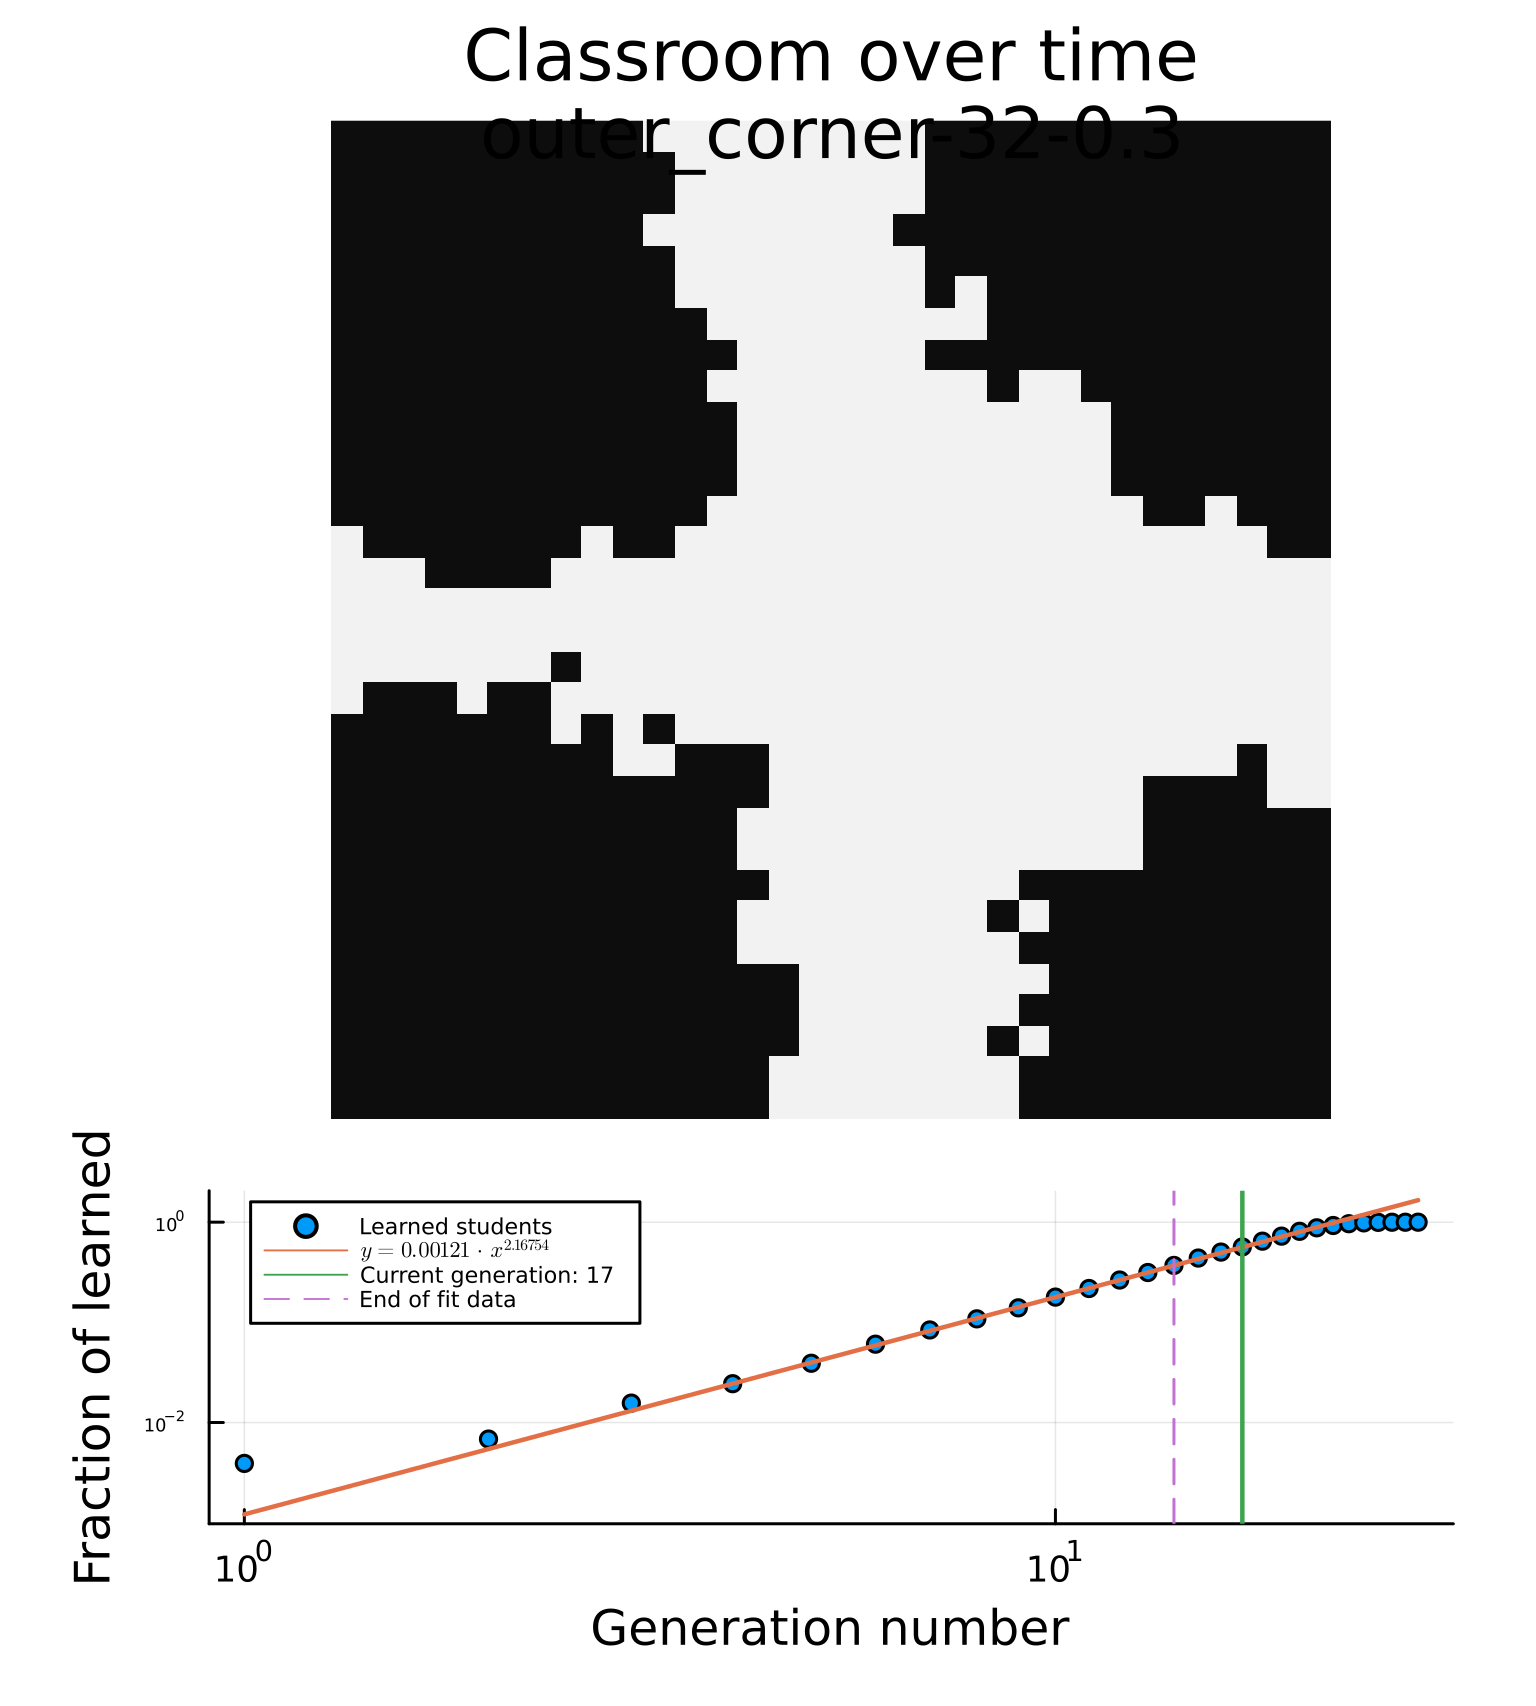 Classroom over time
outer_corner-32-0.3
Fraction of learned
10^0
10^-2
Learned students
y = 0.00121 · x^2.16754
Current generation: 17
End of fit data
10^0
10^1
Generation number